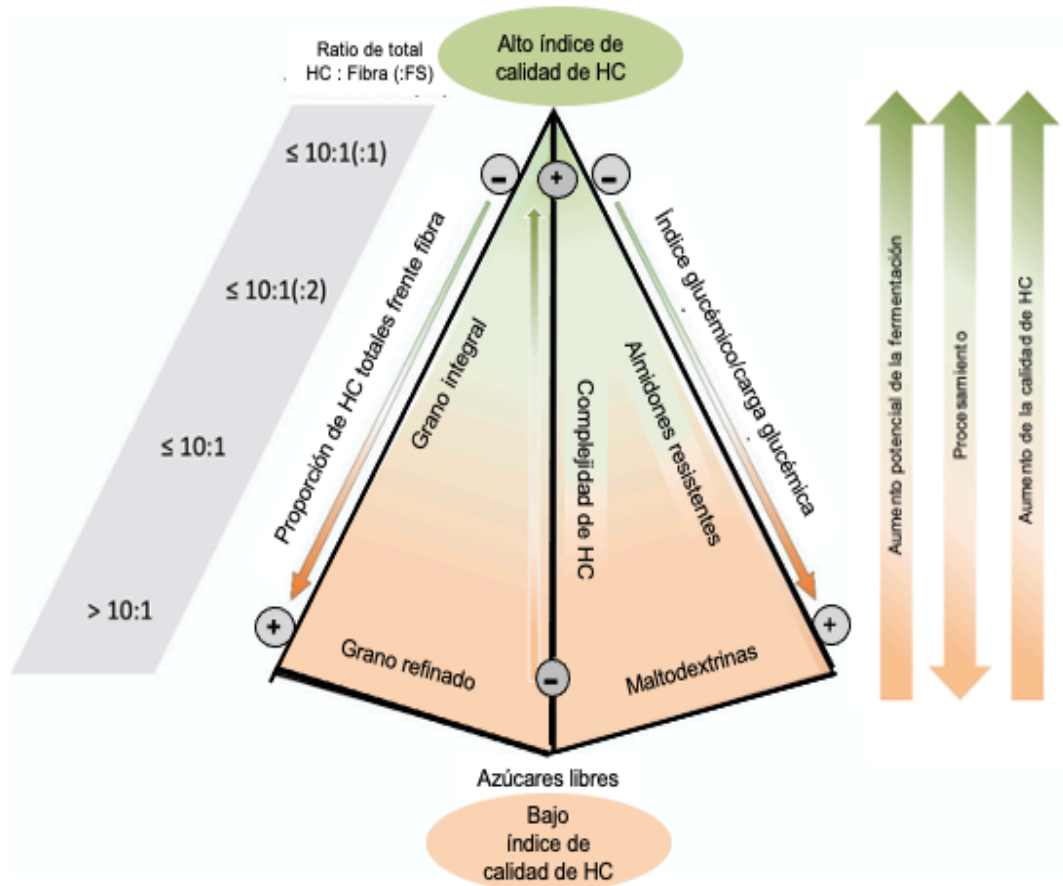 Ratio de total
HC : Fibra (:FS)
Alto índice de
calidad de HC
≤ 10:1(:1)
≤ 10:1(:2)
≤ 10:1
> 10:1
-
+
-
Proporción de HC totales frente fibra
Grano integral
Complejidad de HC
Almidones resistentes
Índice glucémico/carga glucémica
+
-
+
Grano refinado
Maltodextrinas
Azúcares libres
Bajo
índice de
calidad de HC
Aumento potencial de la fermentación
Procesamiento
Aumento de la calidad de HC